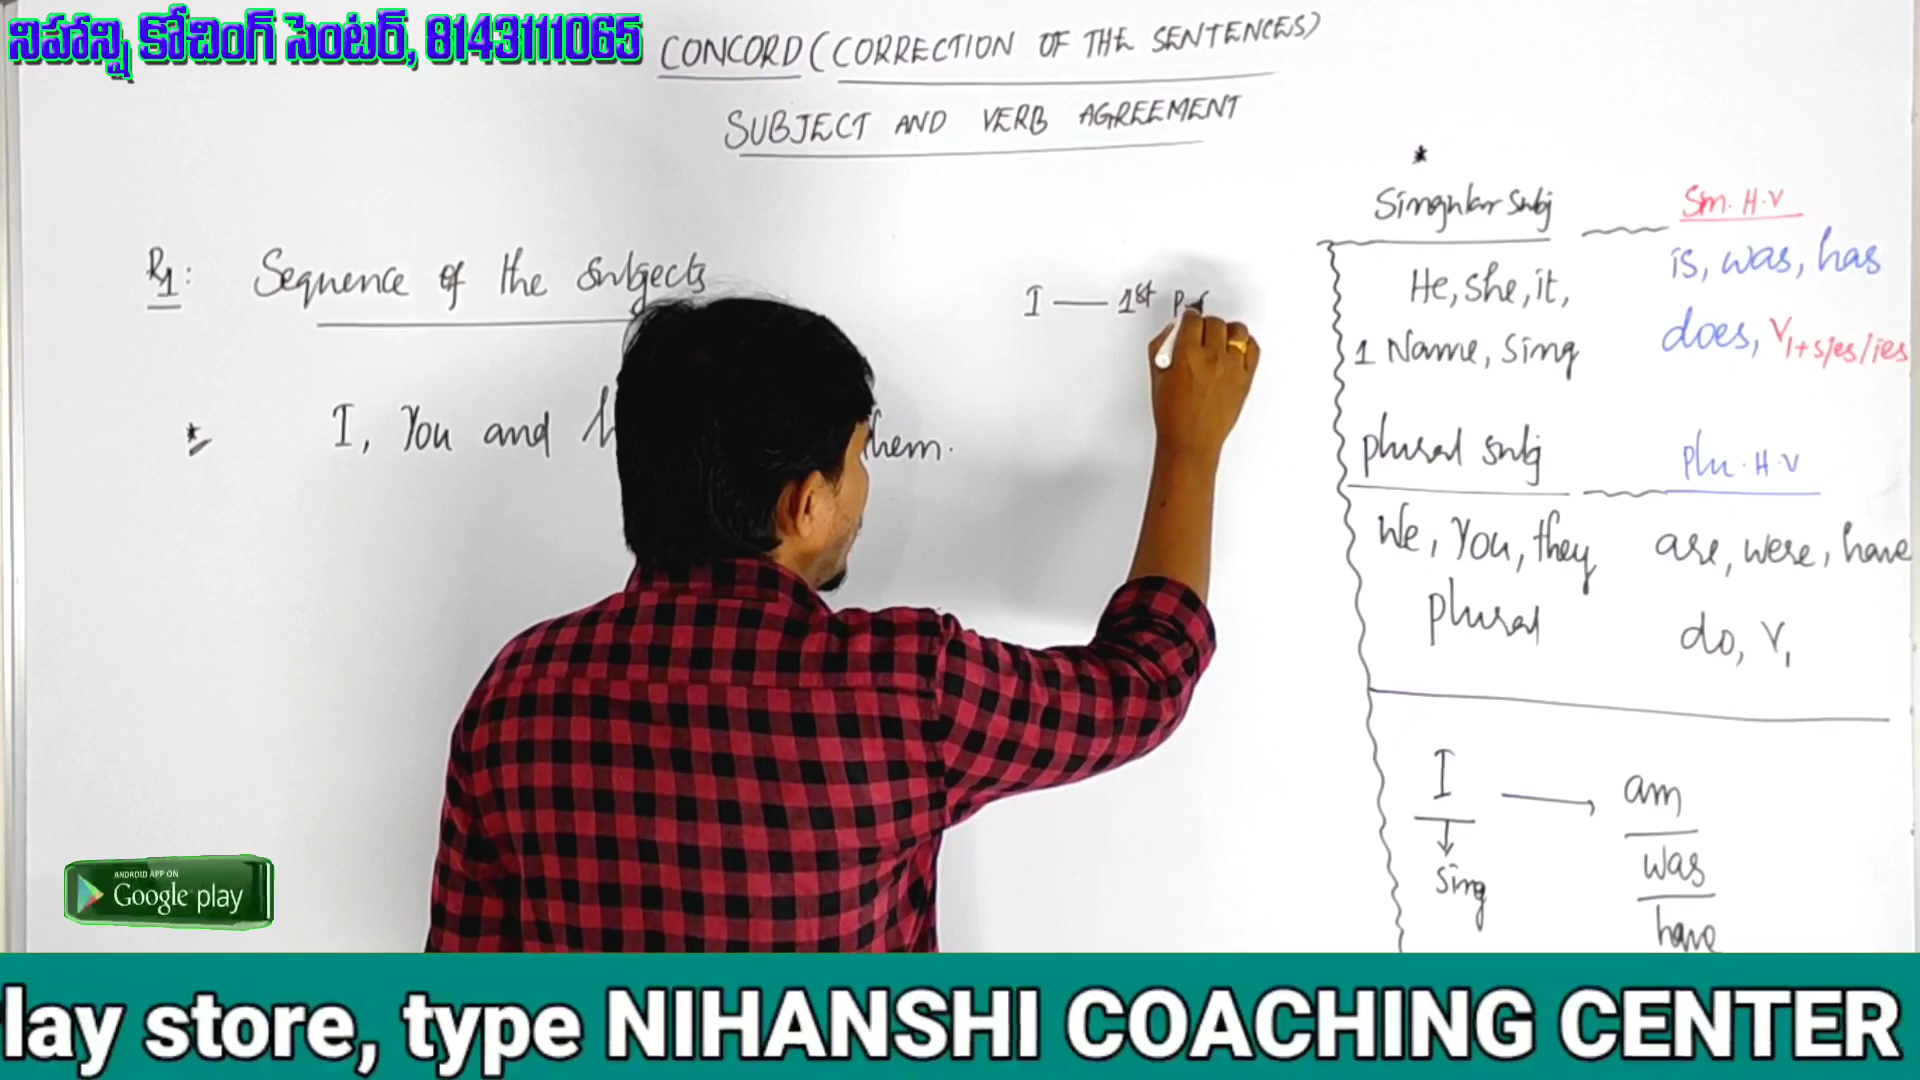 నిహాన్షి కోచింగ్ సెంటర్, 8143111065
CONCORD (CORRECTION OF THE SENTENCES)
SUBJECT AND VERB AGREEMENT
R1: Sequence of the subjects
* I, You and them.
I — 1st
*
Singular Subj Sin. H.V
He, she, it, is, was, has
1 Name, Sing does, V1+s/es/ies
plural subj plu. H.V
We, You, they are, were, have
plural do, V1
I → am
sing was
have
ANDROID APP ON
Google play
lay store, type NIHANSHI COACHING CENTER